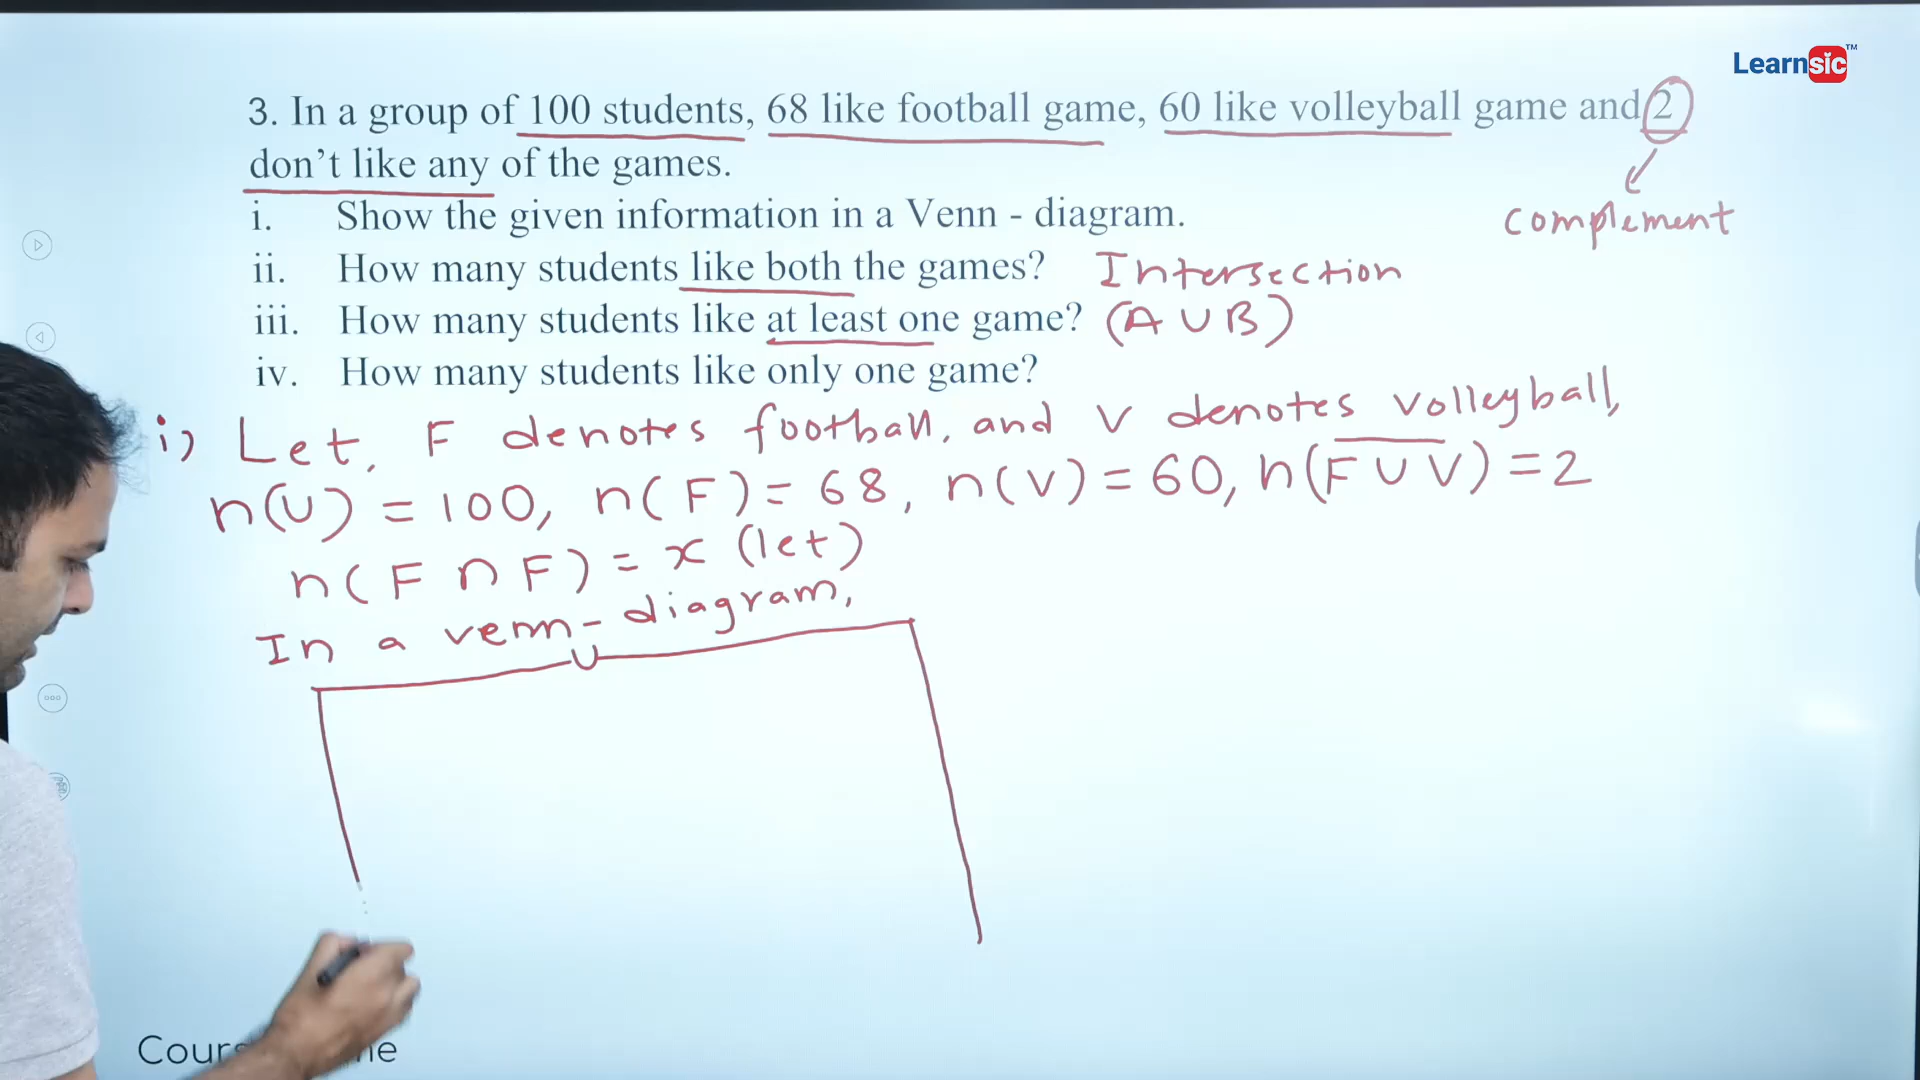 Learnsic™
3. In a group of 100 students, 68 like football game, 60 like volleyball game and 2
don't like any of the games.
complement
i. Show the given information in a Venn - diagram.
ii. How many students like both the games? Intersection
iii. How many students like at least one game? (A ∪ B)
iv. How many students like only one game?
i) Let, F denotes football, and V denotes volleyball,
n(U) = 100, n(F) = 68, n(V) = 60, n(F̅ ̅∪̅ ̅V̅) = 2
n(F ∩ F) = x (let)
In a venn-diagram,
U